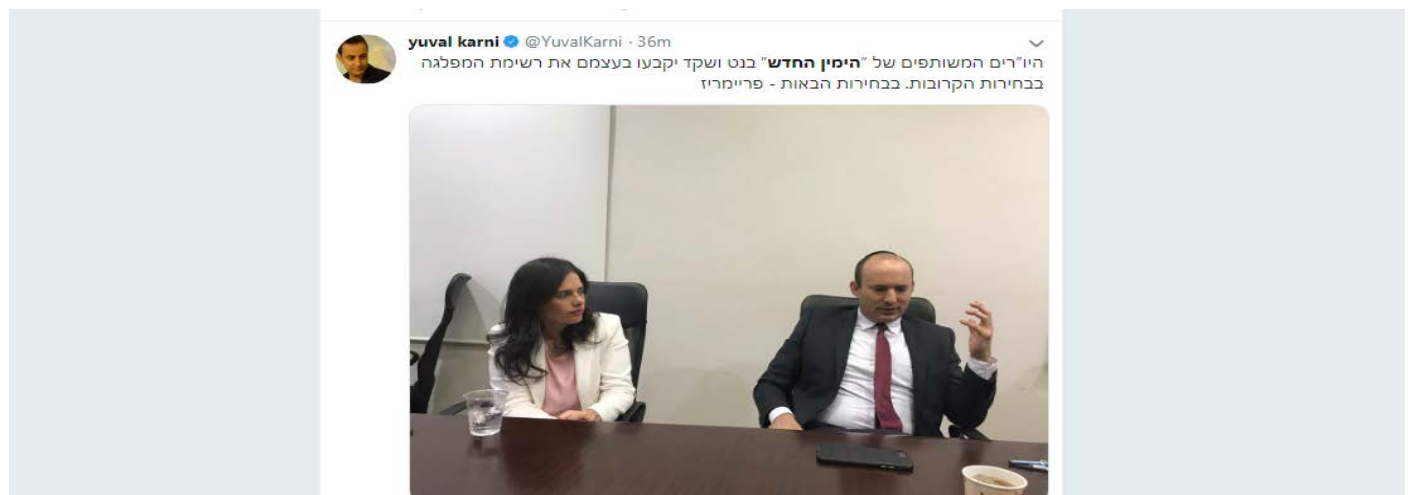 yuval karni @YuvalKarni · 36m
היו״רים המשותפים של ״הימין החדש״ בנט ושקד יקבעו בעצמם את רשימת המפלגה
בבחירות הקרובות. בבחירות הבאות - פריימריז